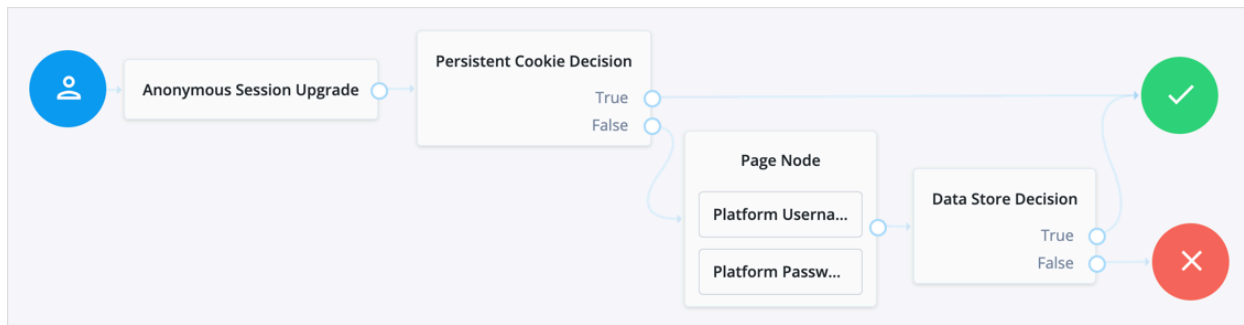 Anonymous Session Upgrade
Persistent Cookie Decision
True
False
Page Node
Platform Userna...
Platform Passw...
Data Store Decision
True
False